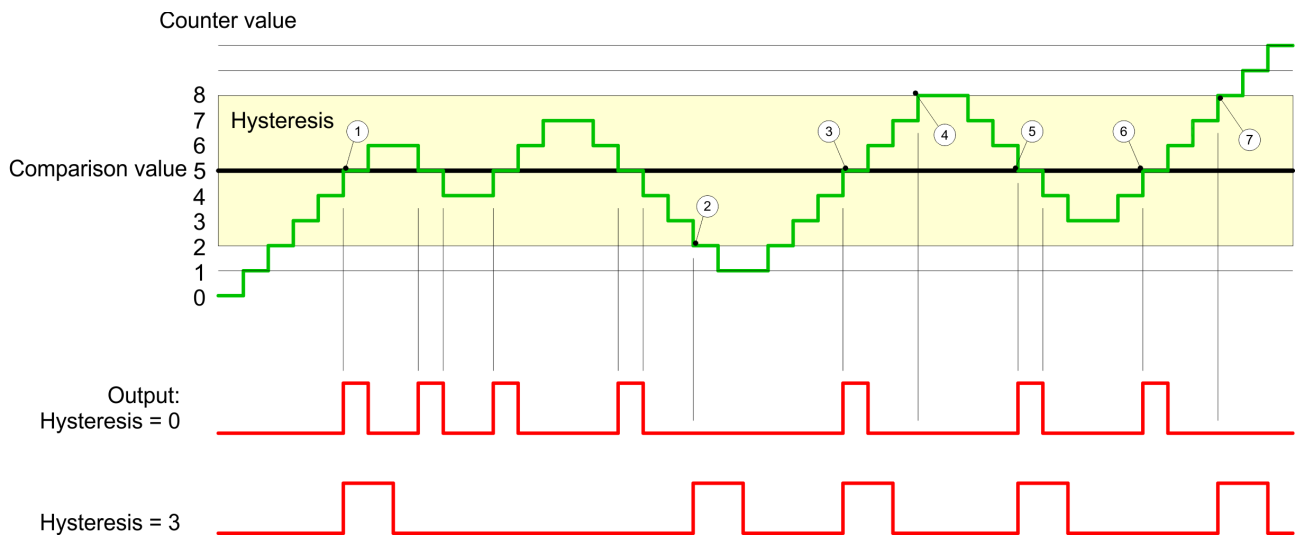 Counter value
8
7
Hysteresis
1
3
4
5
6
7
6
Comparison value 5
4
3
2
2
1
0
Output:
Hysteresis = 0
Hysteresis = 3